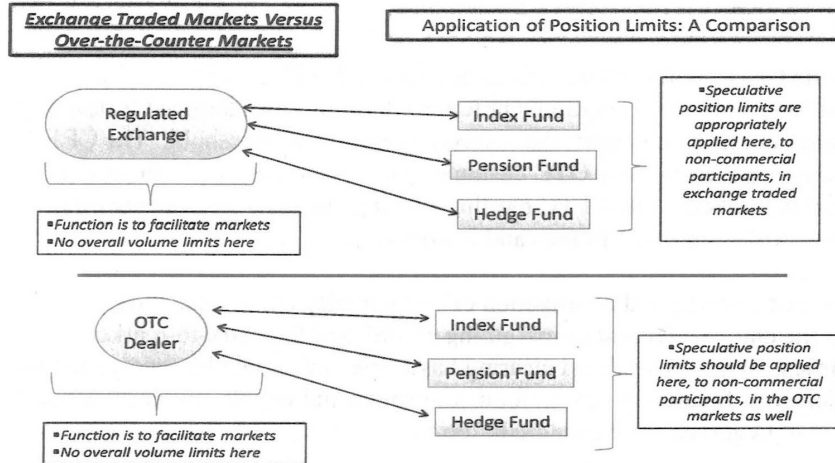 Exchange Traded Markets Versus
Over-the-Counter Markets
Application of Position Limits: A Comparison
Regulated
Exchange
Index Fund
Pension Fund
Hedge Fund
▪Speculative
position limits are
appropriately
applied here, to
non-commercial
participants, in
exchange traded
markets
▪Function is to facilitate markets
▪No overall volume limits here
OTC
Dealer
Index Fund
Pension Fund
Hedge Fund
▪Speculative position
limits should be applied
here, to non-commercial
participants, in the OTC
markets as well
▪Function is to facilitate markets
▪No overall volume limits here